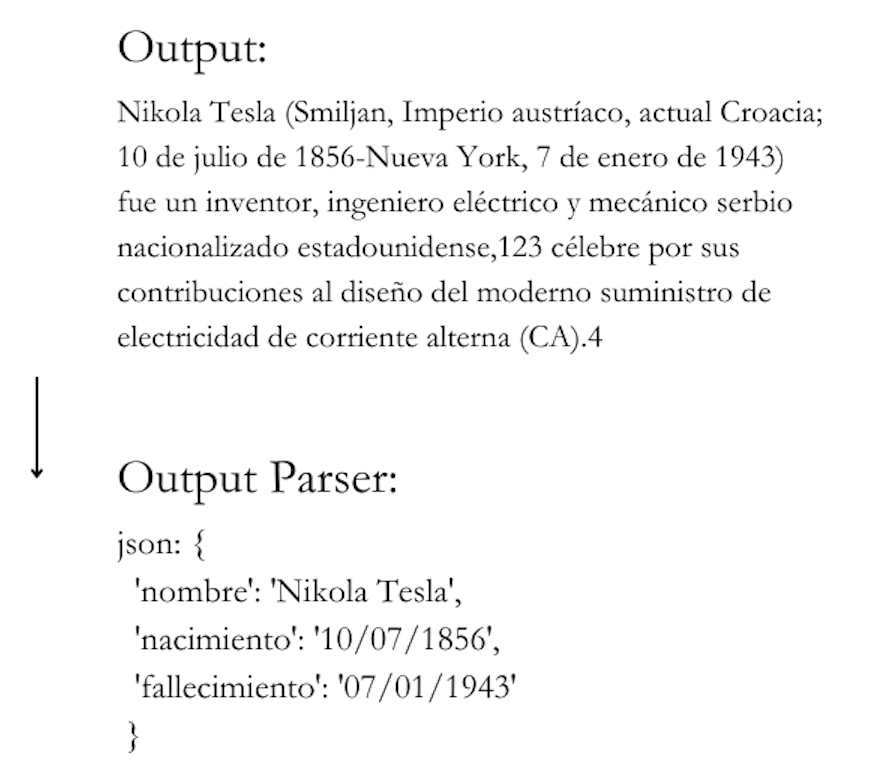 Output:
Nikola Tesla (Smiljan, Imperio austríaco, actual Croacia;
10 de julio de 1856-Nueva York, 7 de enero de 1943)
fue un inventor, ingeniero eléctrico y mecánico serbio
nacionalizado estadounidense,123 célebre por sus
contribuciones al diseño del moderno suministro de
electricidad de corriente alterna (CA).4
Output Parser:
json: {
'nombre': 'Nikola Tesla',
'nacimiento': '10/07/1856',
'fallecimiento': '07/01/1943'
}